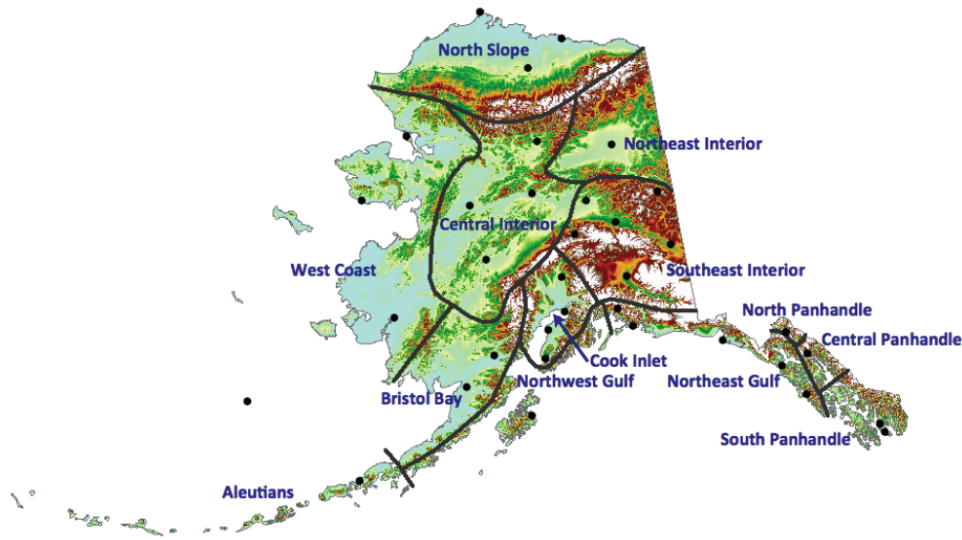 North Slope
Northeast Interior
Central Interior
West Coast
Southeast Interior
North Panhandle
Central Panhandle
Cook Inlet
Northwest Gulf
Northeast Gulf
Bristol Bay
South Panhandle
Aleutians